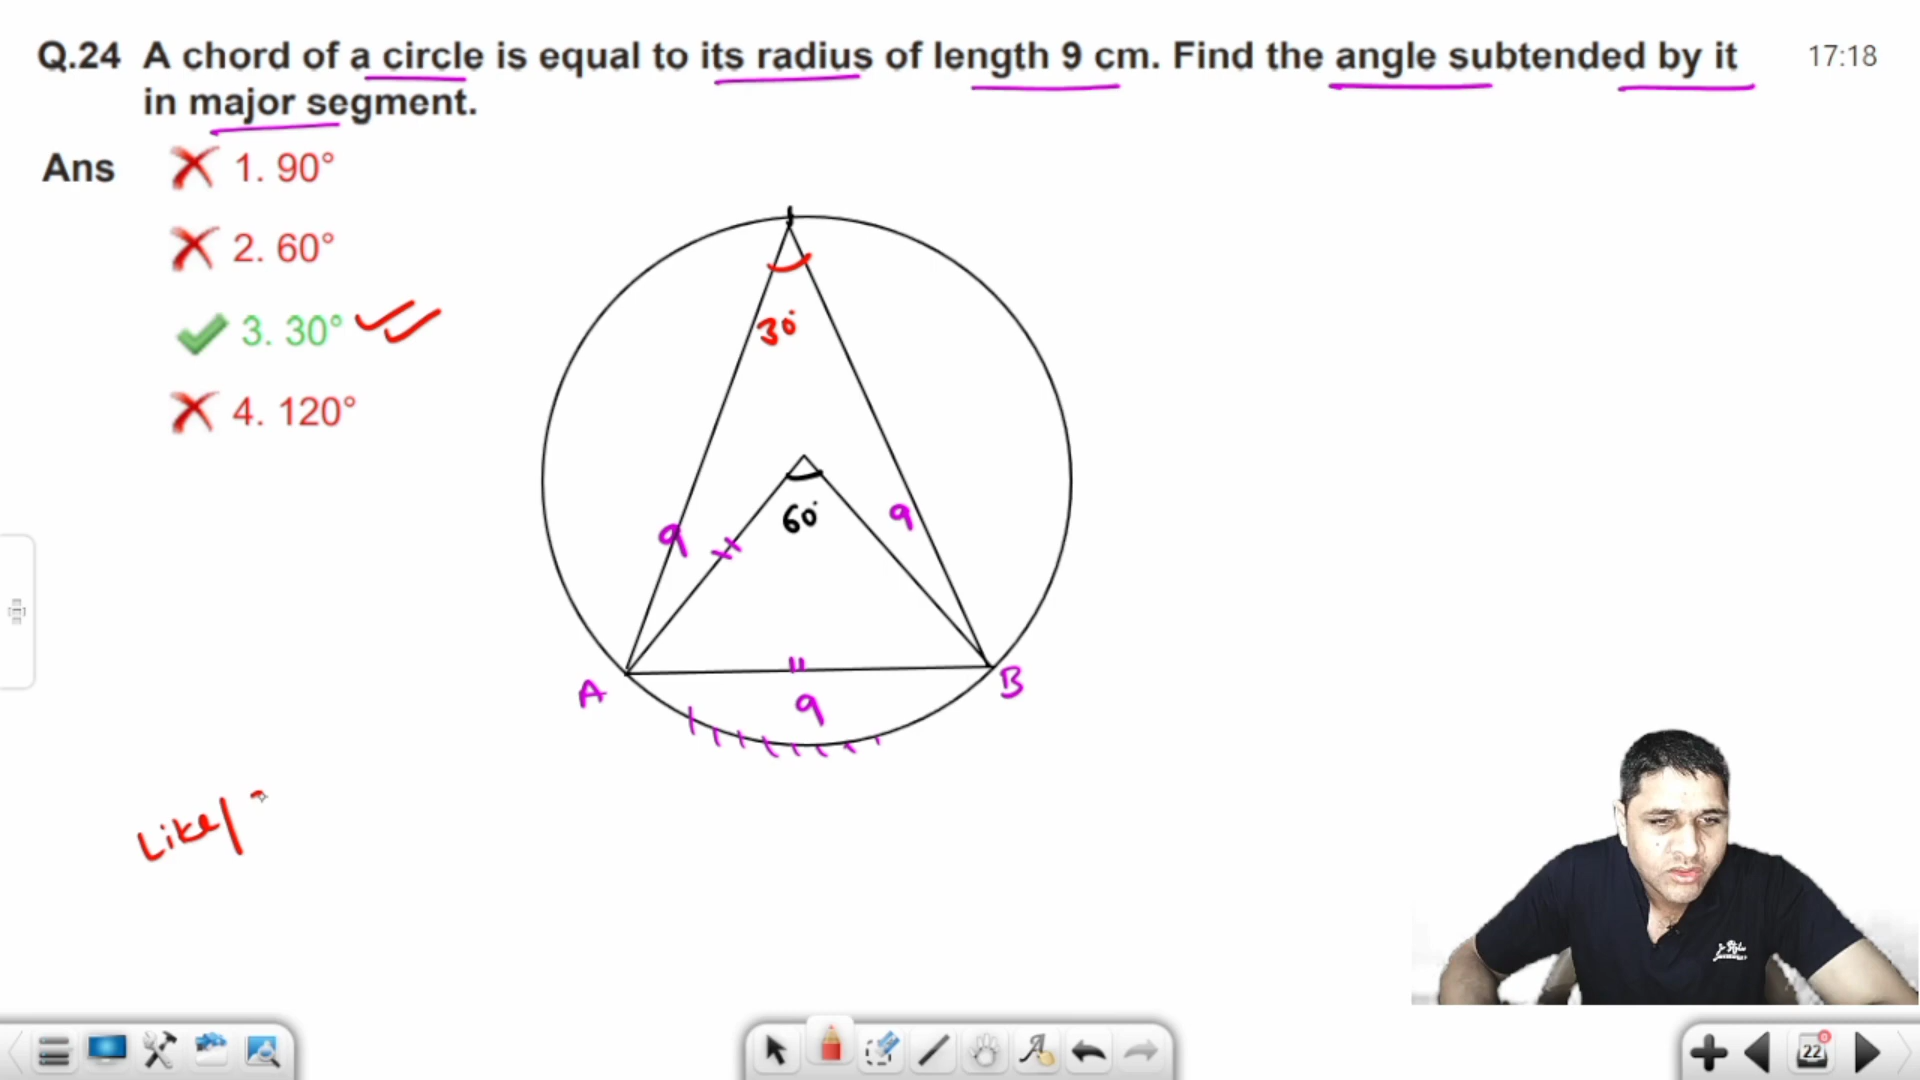 Q.24 A chord of a circle is equal to its radius of length 9 cm. Find the angle subtended by it
17:18
in major segment.
Ans 1. 90°
2. 60°
3. 30°
4. 120°
30°
60°
9
9
A
B
9
Like/
22